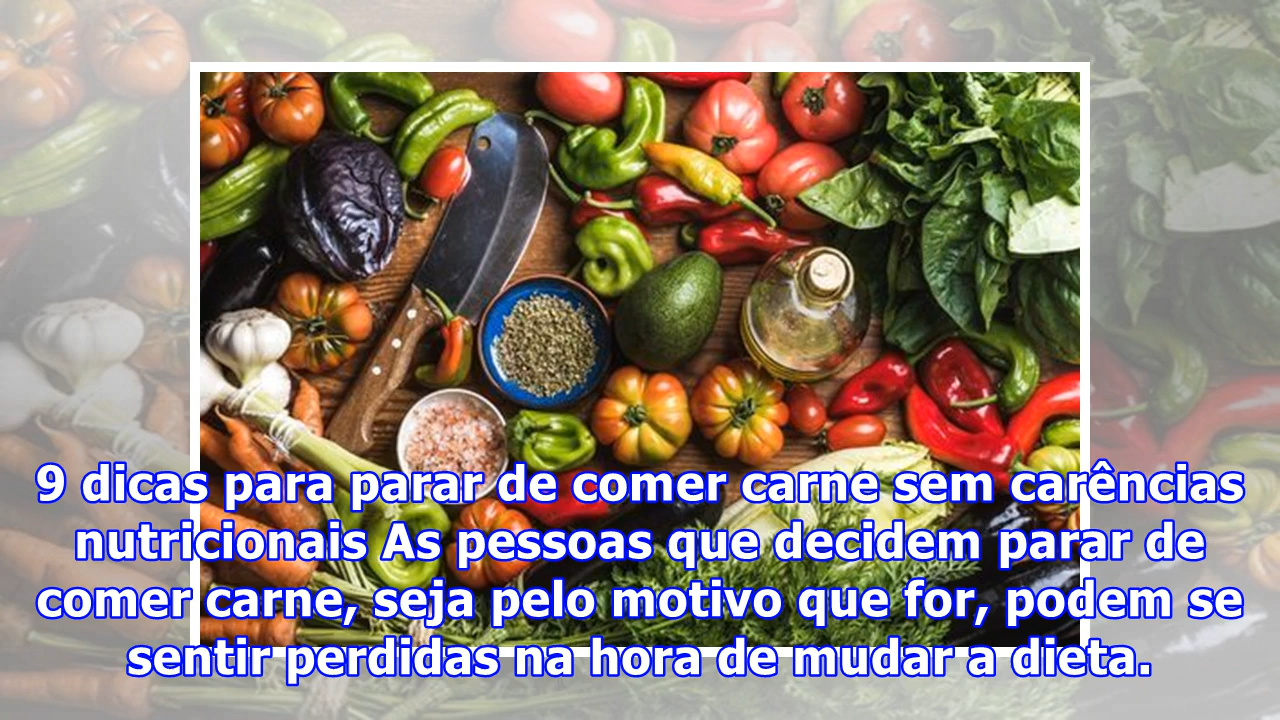 9 dicas para parar de comer carne sem carências
nutricionais As pessoas que decidem parar de
comer carne, seja pelo motivo que for, podem se
sentir perdidas na hora de mudar a dieta.